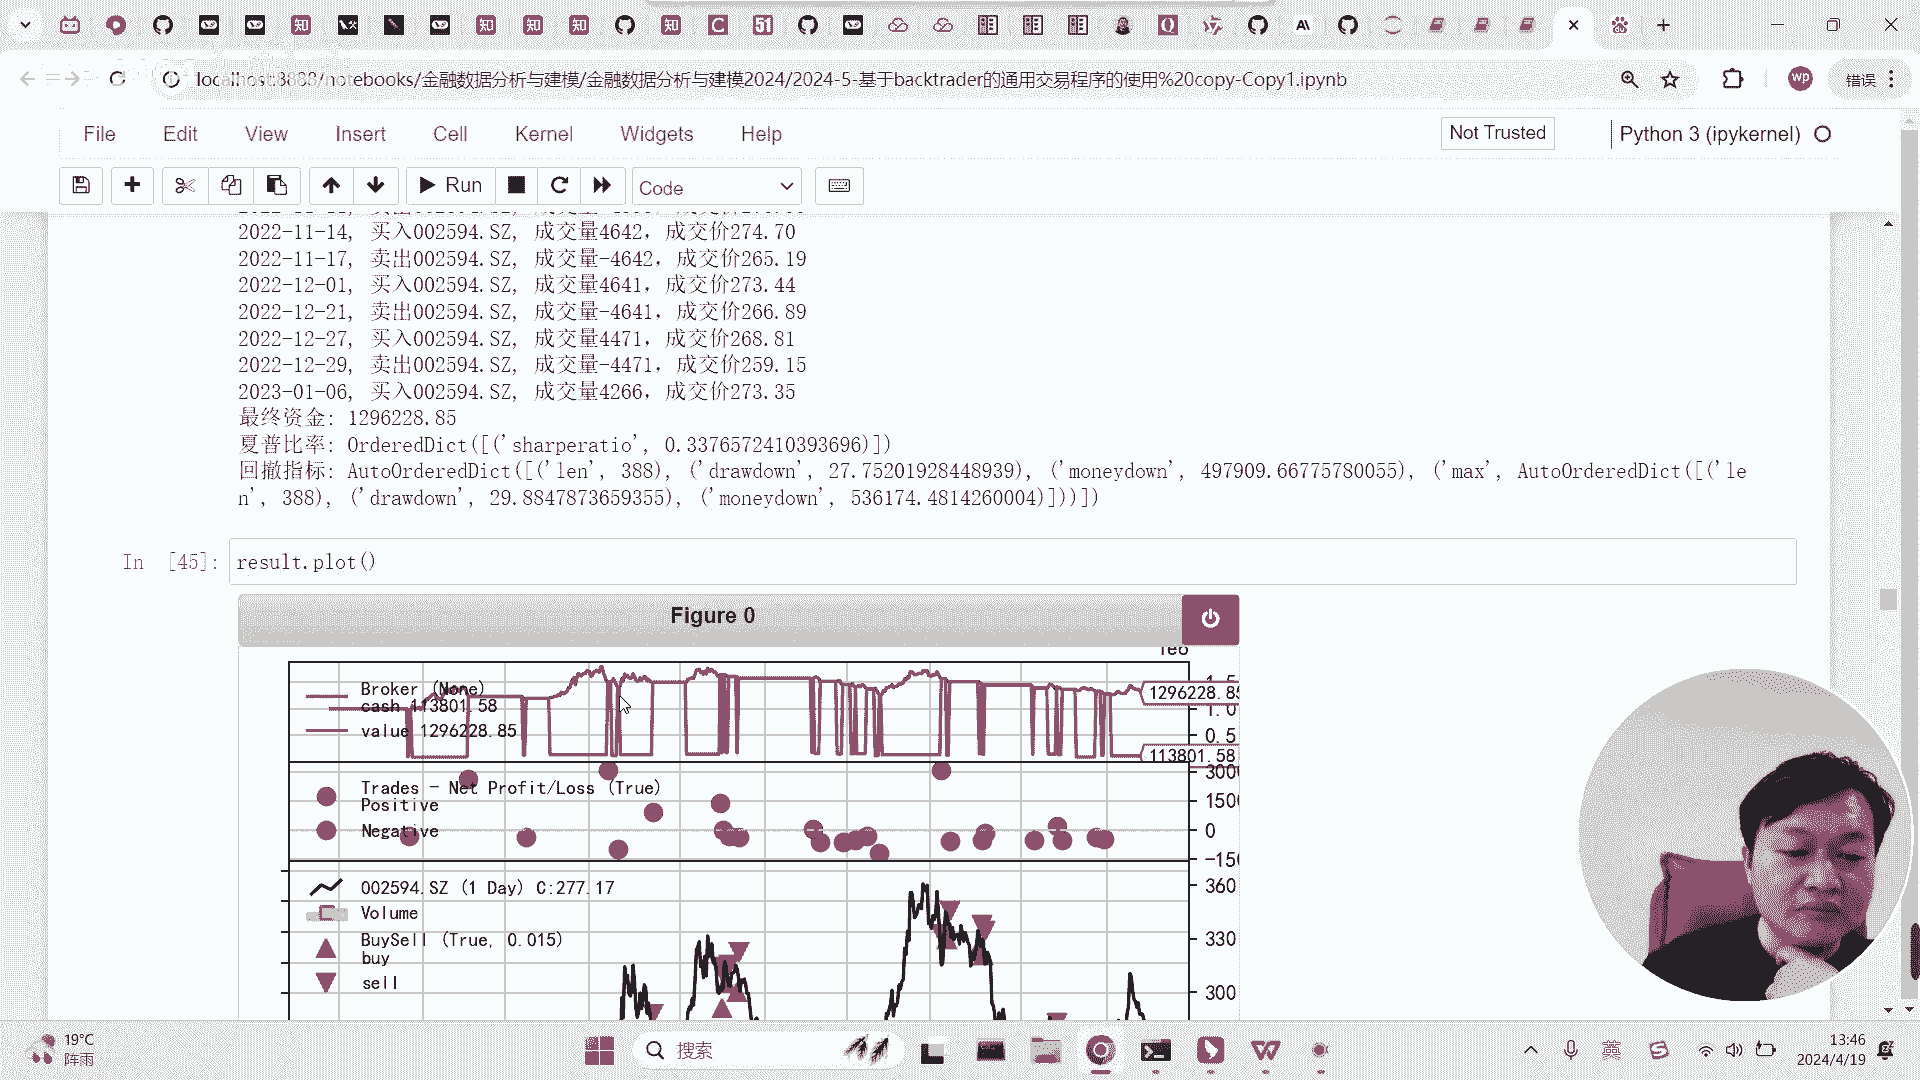 localhost:8888/notebooks/金融数据分析与建模/金融数据分析与建模2024/2024-5-基于backtrader的通用交易程序的使用%20copy-Copy1.ipynb
wp
错误
File Edit View Insert Cell Kernel Widgets Help
Not Trusted
Python 3 (ipykernel)
Run
Code
2022-11-14, 买入002594.SZ, 成交量4642，成交价274.70
2022-11-17, 卖出002594.SZ, 成交量-4642，成交价265.19
2022-12-01, 买入002594.SZ, 成交量4641，成交价273.44
2022-12-21, 卖出002594.SZ, 成交量-4641，成交价266.89
2022-12-27, 买入002594.SZ, 成交量4471，成交价268.81
2022-12-29, 卖出002594.SZ, 成交量-4471，成交价259.15
2023-01-06, 买入002594.SZ, 成交量4266，成交价273.35
最终资金: 1296228.85
夏普比率: OrderedDict([('sharperatio', 0.3376572410393696)])
回撤指标: AutoOrderedDict([('len', 388), ('drawdown', 27.75201928448939), ('moneydown', 497909.66775780055), ('max', AutoOrderedDict([('le
n', 388), ('drawdown', 29.8847873659355), ('moneydown', 536174.4814260004)]))])
In [45]:
result.plot()
Figure 0
1e6
Broker (None)
cash 113801.58
value 1296228.85
1296228.85
1.0
0.5
113801.58
Trades - Net Profit/Loss (True)
Positive
Negative
1500
0
002594.SZ (1 Day) C:277.17
Volume
BuySell (True, 0.015)
buy
sell
360
330
300
19°C
阵雨
搜索
英
13:46
2024/4/19